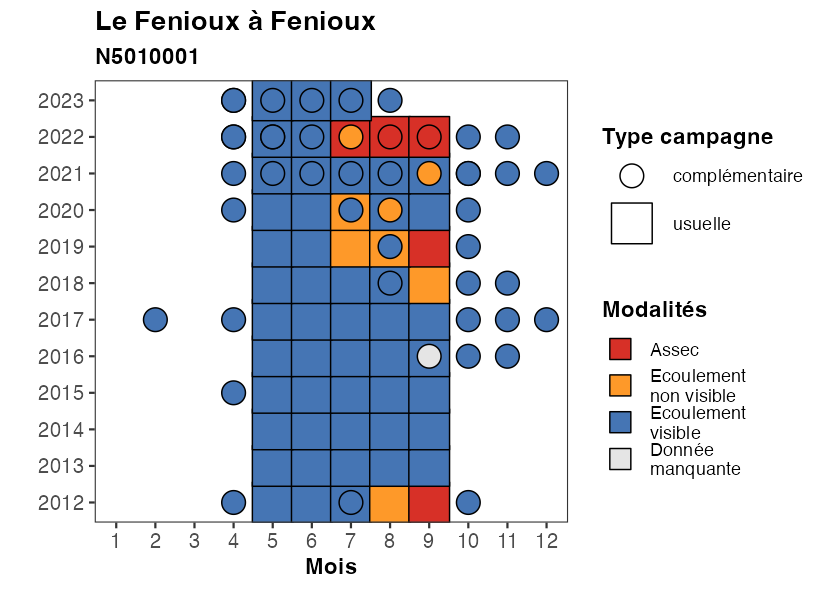 Le Fenioux à Fenioux
N5010001
2023
2022
2021
2020
2019
2018
2017
2016
2015
2014
2013
2012
1 2 3 4 5 6 7 8 9 10 11 12
Mois
Type campagne
complémentaire
usuelle
Modalités
Assec
Ecoulement
non visible
Ecoulement
visible
Donnée
manquante